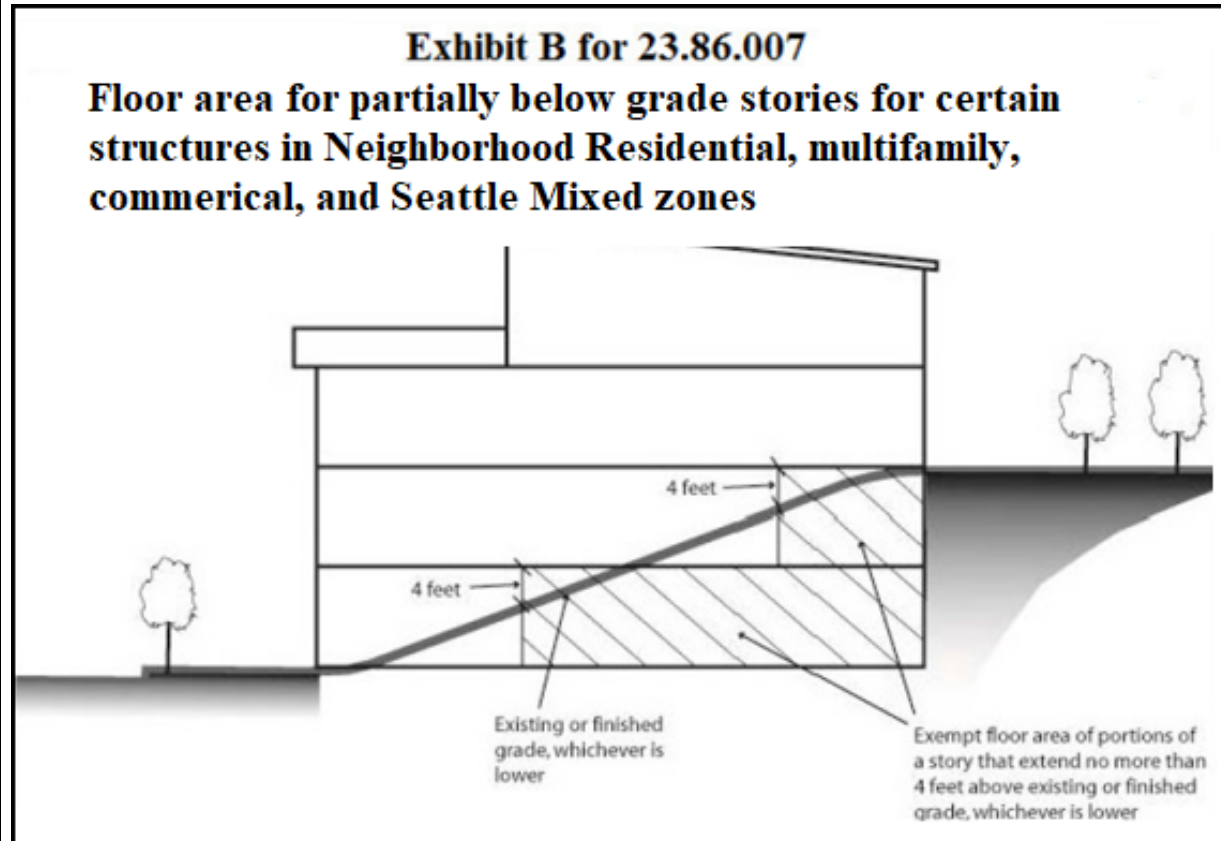 Exhibit B for 23.86.007
Floor area for partially below grade stories for certain
structures in Neighborhood Residential, multifamily,
commerical, and Seattle Mixed zones
4 feet
4 feet
Existing or finished
grade, whichever is
lower
Exempt floor area of portions of
a story that extend no more than
4 feet above existing or finished
grade, whichever is lower